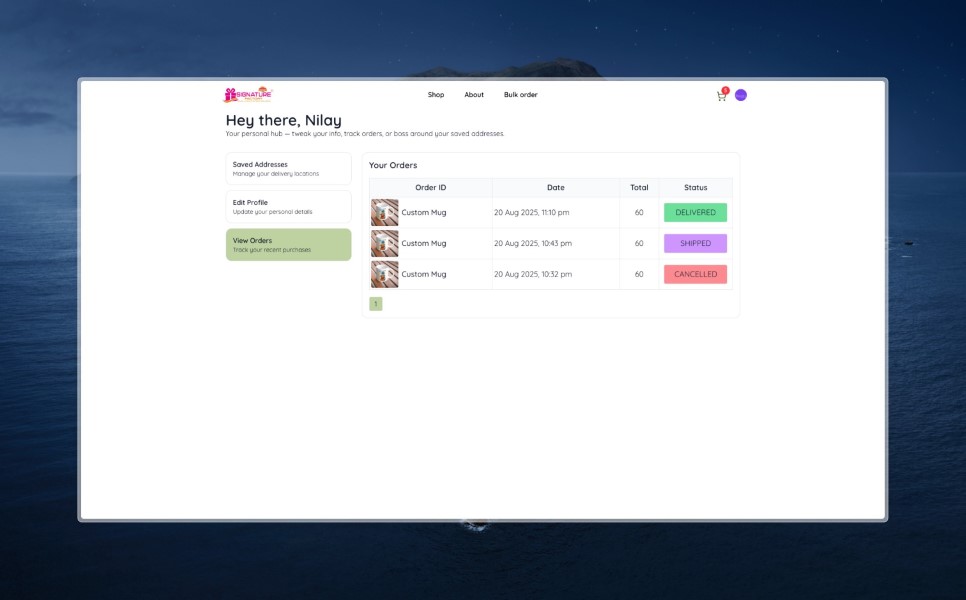 SIGNATURE
Shop About Bulk order
Hey there, Nilay
Your personal hub — tweak your info, track orders, or boss around your saved addresses.
Saved Addresses
Manage your delivery locations
Edit Profile
Update your personal details
View Orders
Track your recent purchases
Your Orders
Order ID Date Total Status
Custom Mug 20 Aug 2025, 11:10 pm 60 DELIVERED
Custom Mug 20 Aug 2025, 10:43 pm 60 SHIPPED
Custom Mug 20 Aug 2025, 10:32 pm 60 CANCELLED
1